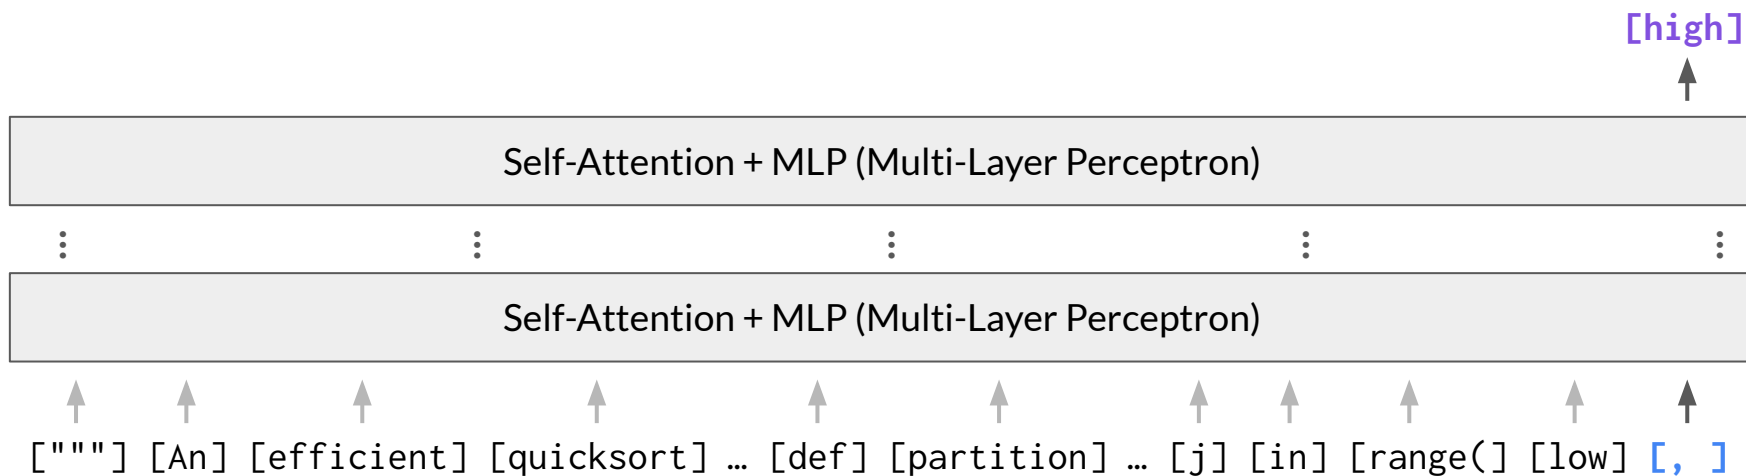 [high]
Self-Attention + MLP (Multi-Layer Perceptron)
Self-Attention + MLP (Multi-Layer Perceptron)
["""] [An] [efficient] [quicksort] … [def] [partition] … [j] [in] [range(] [low] [, ]